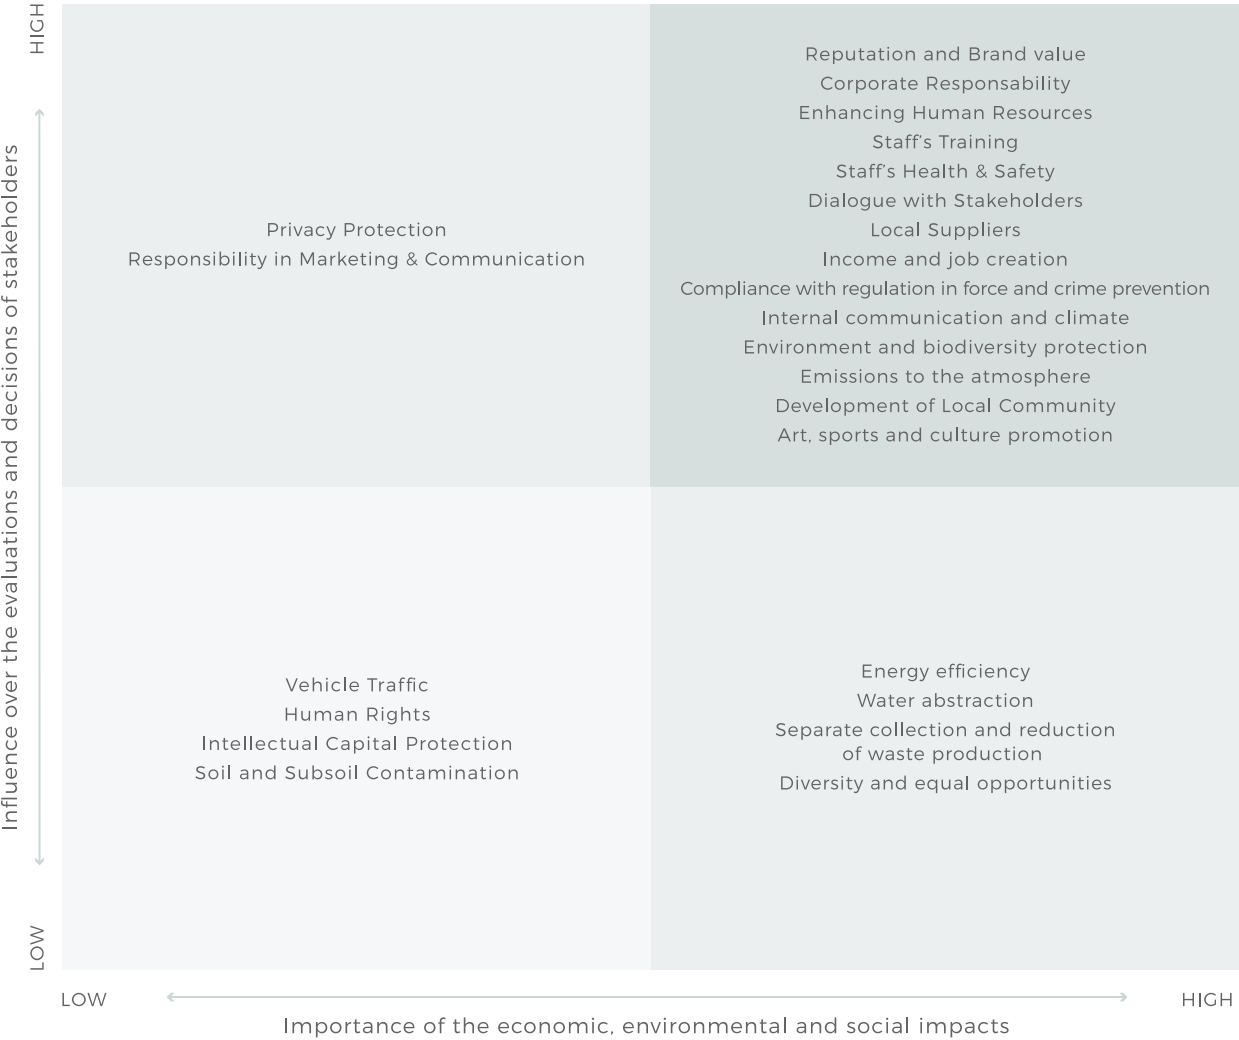 HIGH
Influence over the evaluations and decisions of stakeholders
LOW
Privacy Protection
Responsibility in Marketing & Communication
Reputation and Brand value
Corporate Responsability
Enhancing Human Resources
Staff's Training
Staff's Health & Safety
Dialogue with Stakeholders
Local Suppliers
Income and job creation
Compliance with regulation in force and crime prevention
Internal communication and climate
Environment and biodiversity protection
Emissions to the atmosphere
Development of Local Community
Art, sports and culture promotion
Vehicle Traffic
Human Rights
Intellectual Capital Protection
Soil and Subsoil Contamination
Energy efficiency
Water abstraction
Separate collection and reduction
of waste production
Diversity and equal opportunities
LOW
HIGH
Importance of the economic, environmental and social impacts